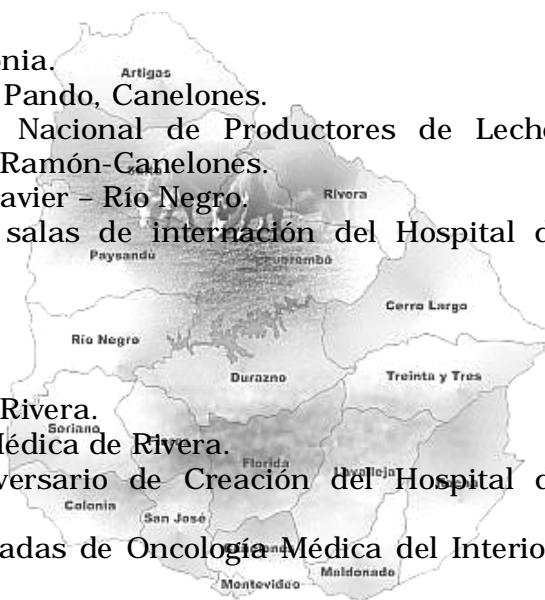 onia.
Artigas
Pando, Canelones.
Nacional de Productores de Lech
Ramón-Canelones.
Rivera
avier – Río Negro.
salas de internación del Hospital d
Paysandú
Cerro Largo
Río Negro
Durazno
Treinta y Tres
Rivera.
Soriano
Médica de Rivera.
Florida
Lavalleja
versario de Creación del Hospital d
Colonia
San José
adas de Oncología Médica del Interio
Maldonado
Montevideo